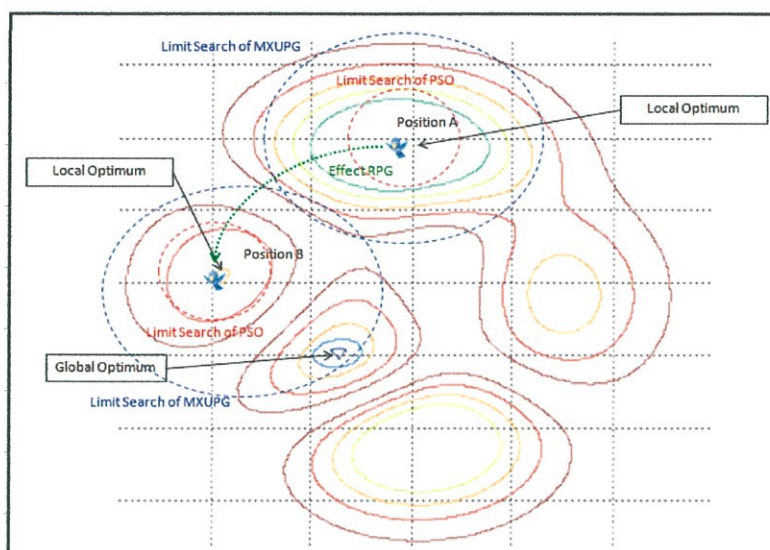 Limit Search of MXUPG
Limit Search of PSO
Local Optimum
Position A
Local Optimum
Effect RPG
Position B
Limit Search of PSO
Global Optimum
Limit Search of MXUPG